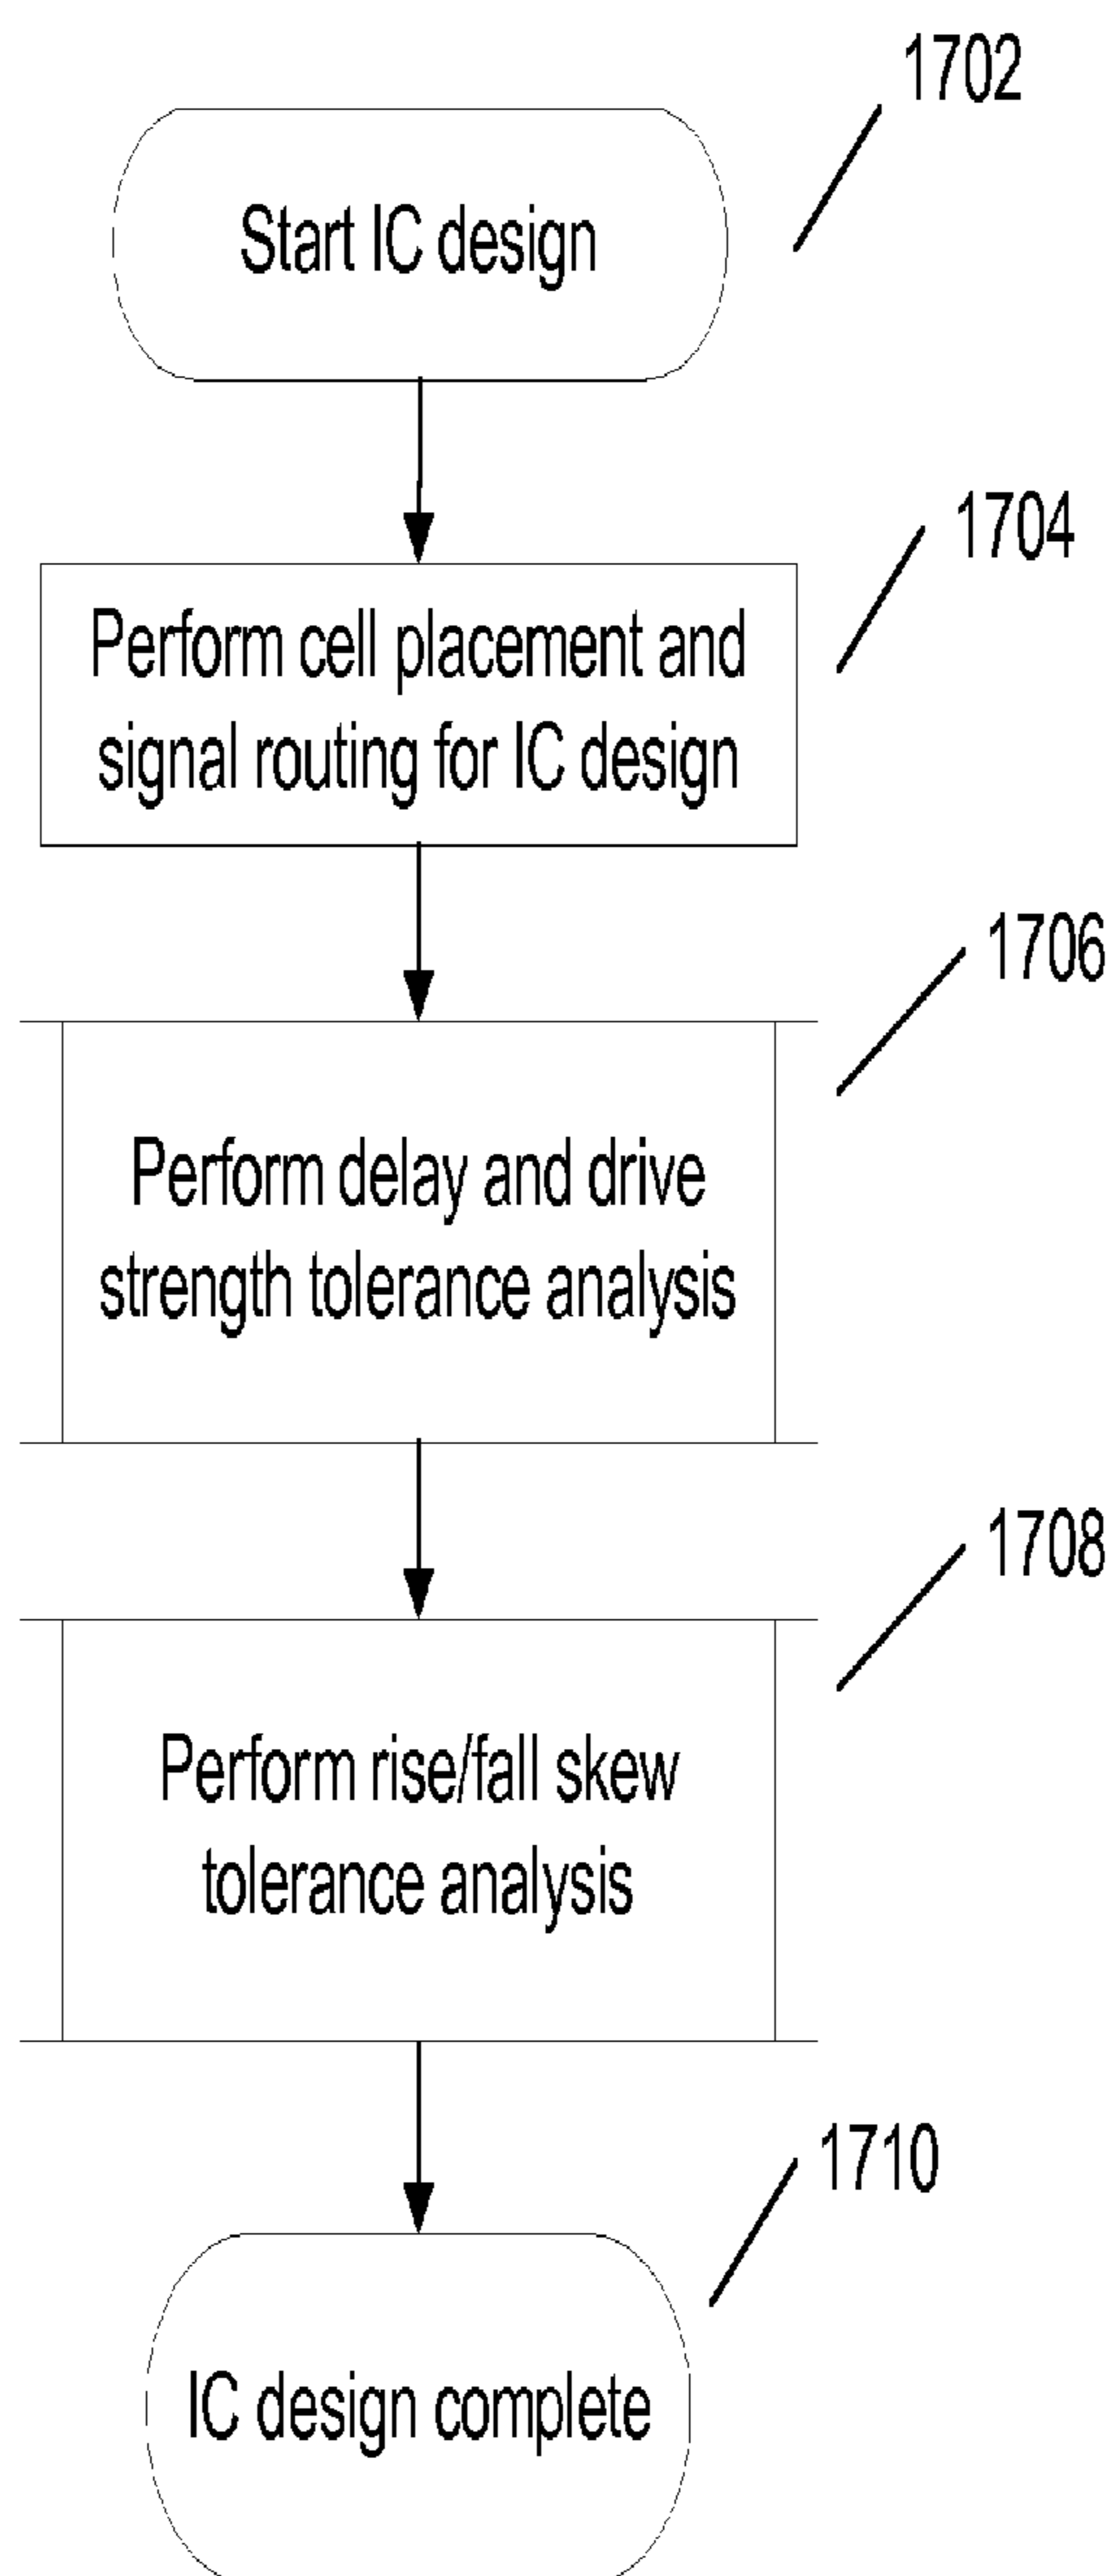 1702
Start IC design
1704
Perform cell placement and
signal routing for IC design
1706
Perform delay and drive
strength tolerance analysis
1708
Perform rise/fall skew
tolerance analysis
1710
IC design complete